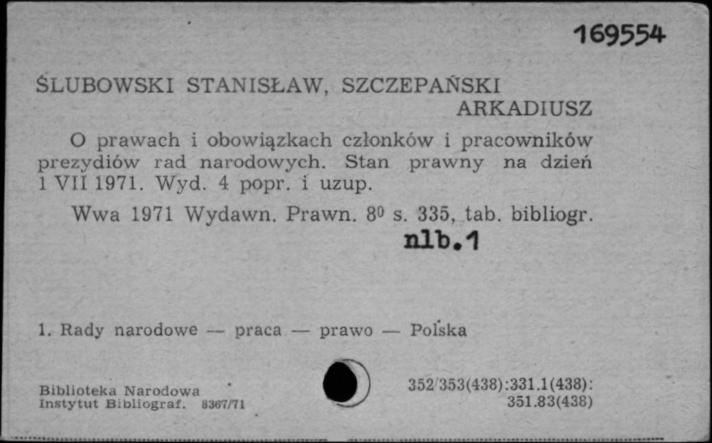 169554
ŚLUBOWSKI STANISŁAW, SZCZEPAŃSKI
ARKADIUSZ
O prawach i obowiązkach członków i pracowników
prezydiów rad narodowych. Stan prawny na dzień
1 VII 1971. Wyd. 4 popr. i uzup.
Wwa 1971 Wydawn. Prawn. 8⁰ s. 335, tab. bibliogr.
nlb.1
1. Rady narodowe — praca — prawo — Polska
Biblioteka Narodowa
Instytut Bibliograf. 8367/71
352/353(438):331.1(438):
351.83(438)